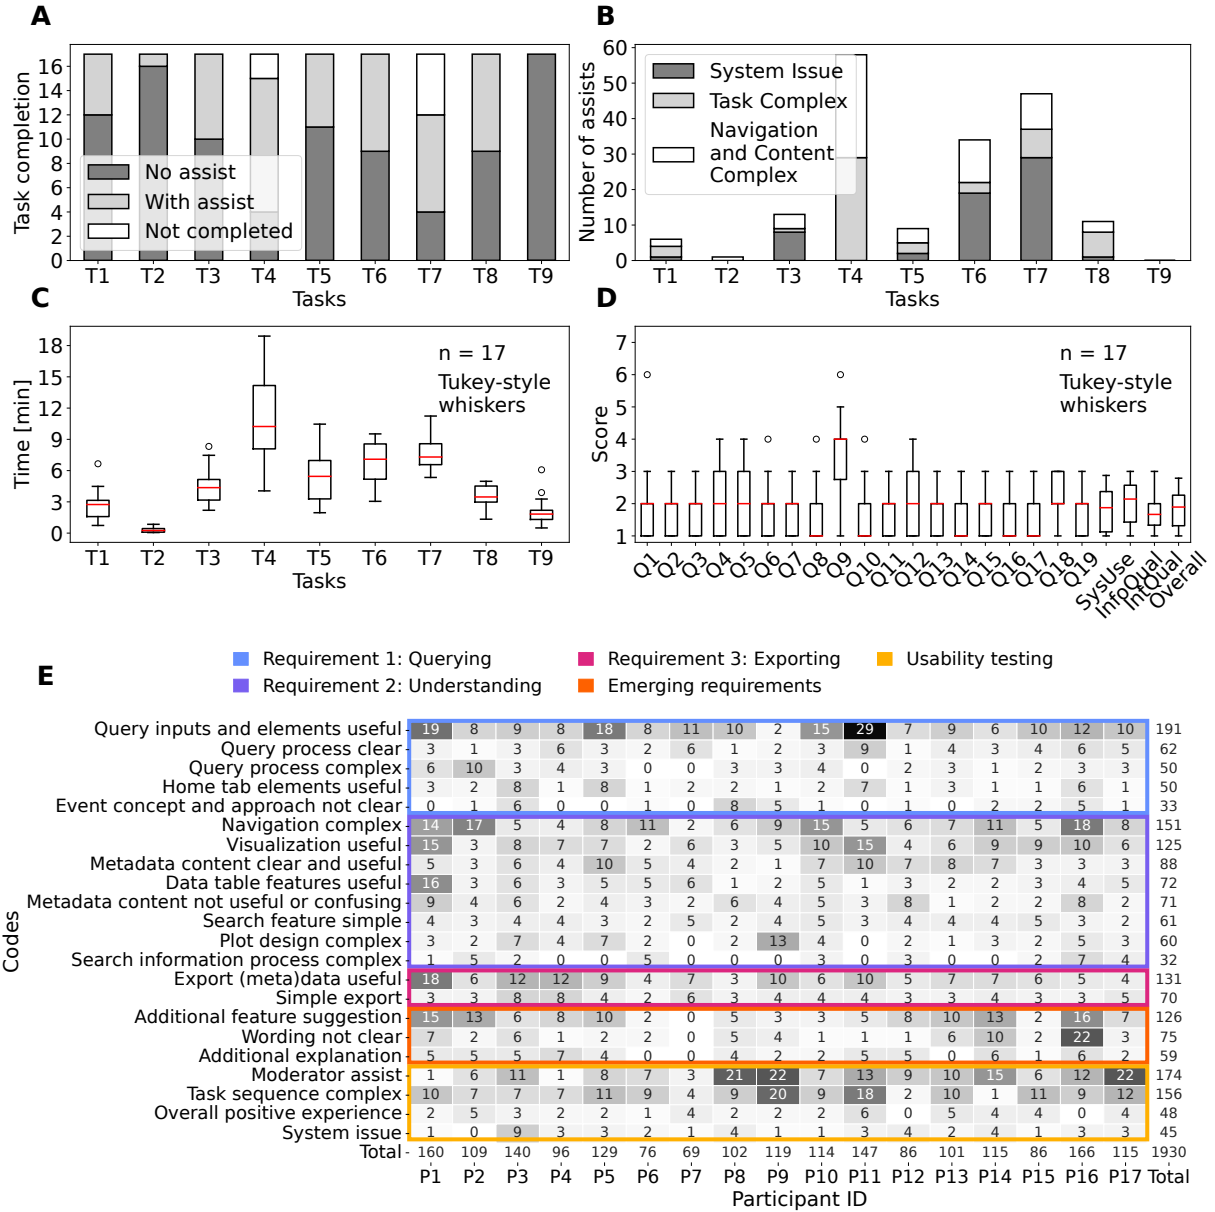 A
Task completion
16
14
12
10
8
6
4
2
0
No assist
With assist
Not completed
T1 T2 T3 T4 T5 T6 T7 T8 T9
Tasks
B
Number of assists
60
50
40
30
20
10
0
System Issue
Task Complex
Navigation
and Content
Complex
T1 T2 T3 T4 T5 T6 T7 T8 T9
Tasks
C
Time [min]
18
15
12
9
6
3
0
n = 17
Tukey-style
whiskers
T1 T2 T3 T4 T5 T6 T7 T8 T9
Tasks
D
Score
7
6
5
4
3
2
1
n = 17
Tukey-style
whiskers
Q1 Q2 Q3 Q4 Q5 Q6 Q7 Q8 Q9 Q10 Q11 Q12 Q13 Q14 Q15 Q16 Q17 Q18 Q19 SysUse InfoQual IntQual Overall
E
Requirement 1: Querying
Requirement 2: Understanding
Requirement 3: Exporting
Emerging requirements
Usability testing
Codes
Query inputs and elements useful 19 8 9 8 18 8 11 10 2 15 29 7 9 6 10 12 10 191
Query process clear 3 1 3 6 3 2 6 1 2 3 9 1 4 3 4 6 5 62
Query process complex 6 10 3 4 3 0 0 3 3 4 0 2 3 1 2 3 3 50
Home tab elements useful 3 2 8 1 8 1 2 2 1 2 7 1 3 1 1 6 1 50
Event concept and approach not clear 0 1 6 0 0 1 0 8 5 1 0 1 0 2 2 5 1 33
Navigation complex 14 17 5 4 8 11 2 6 9 15 5 6 7 11 5 18 8 151
Visualization useful 15 3 8 7 7 2 6 3 5 10 15 4 6 9 9 10 6 125
Metadata content clear and useful 5 3 6 4 10 5 4 2 1 7 10 7 8 7 3 3 3 88
Data table features useful 16 3 6 3 5 5 6 1 2 5 1 3 2 2 3 4 5 72
Metadata content not useful or confusing 9 4 6 2 4 3 2 6 4 5 3 8 1 2 2 8 2 71
Search feature simple 4 3 4 4 3 2 5 2 4 5 3 4 4 4 5 3 2 61
Plot design complex 3 2 7 4 7 2 0 2 13 4 0 2 1 3 2 5 3 60
Search information process complex 1 5 2 0 0 5 0 0 0 3 0 3 0 2 0 7 4 32
Export (meta)data useful 18 6 12 12 9 4 7 3 10 6 10 5 7 7 6 5 4 131
Simple export 3 3 8 8 4 2 6 3 4 4 4 3 3 4 3 3 5 70
Additional feature suggestion 15 13 6 8 10 2 0 5 3 3 5 8 10 13 2 16 7 126
Wording not clear 7 2 6 1 2 2 0 5 4 1 1 1 6 10 2 22 3 75
Additional explanation 5 5 5 7 4 0 0 4 2 2 5 5 0 6 1 6 2 59
Moderator assist 1 6 11 1 8 7 3 21 22 7 13 9 10 15 6 12 22 174
Task sequence complex 10 7 7 7 11 9 4 9 20 9 18 2 10 1 11 9 12 156
Overall positive experience 2 5 3 2 2 1 4 2 2 2 6 0 5 4 4 0 4 48
System issue 1 0 9 3 3 2 1 4 1 1 3 4 2 4 1 3 3 45
Total 160 109 140 96 129 76 69 102 119 114 147 86 101 115 86 166 115 1930
P1 P2 P3 P4 P5 P6 P7 P8 P9 P10 P11 P12 P13 P14 P15 P16 P17 Total
Participant ID